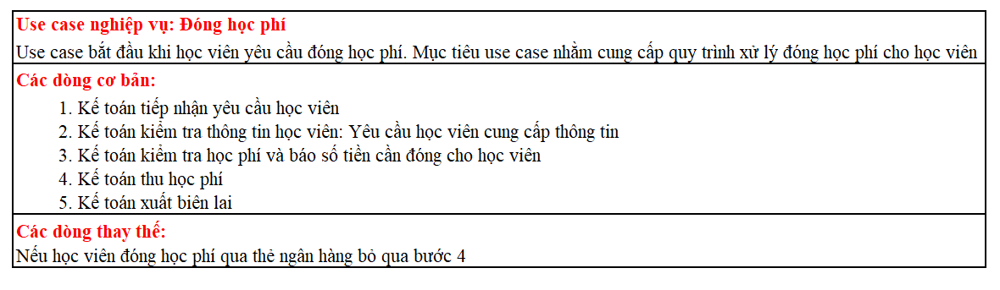 Use case nghiệp vụ: Đóng học phí
Use case bắt đầu khi học viên yêu cầu đóng học phí. Mục tiêu use case nhằm cung cấp quy trình xử lý đóng học phí cho học viên
Các dòng cơ bản:
1. Kế toán tiếp nhận yêu cầu học viên
2. Kế toán kiểm tra thông tin học viên: Yêu cầu học viên cung cấp thông tin
3. Kế toán kiểm tra học phí và báo số tiền cần đóng cho học viên
4. Kế toán thu học phí
5. Kế toán xuất biên lai
Các dòng thay thế:
Nếu học viên đóng học phí qua thẻ ngân hàng bỏ qua bước 4